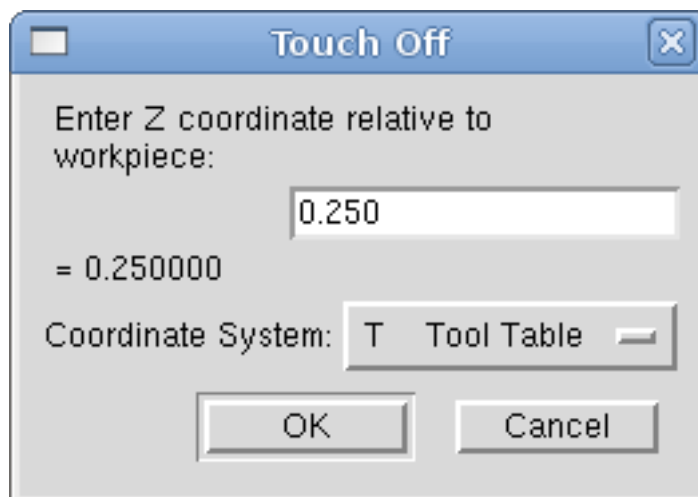 Touch Off
Enter Z coordinate relative to
workpiece:
0.250
= 0.250000
Coordinate System: T Tool Table
OK Cancel